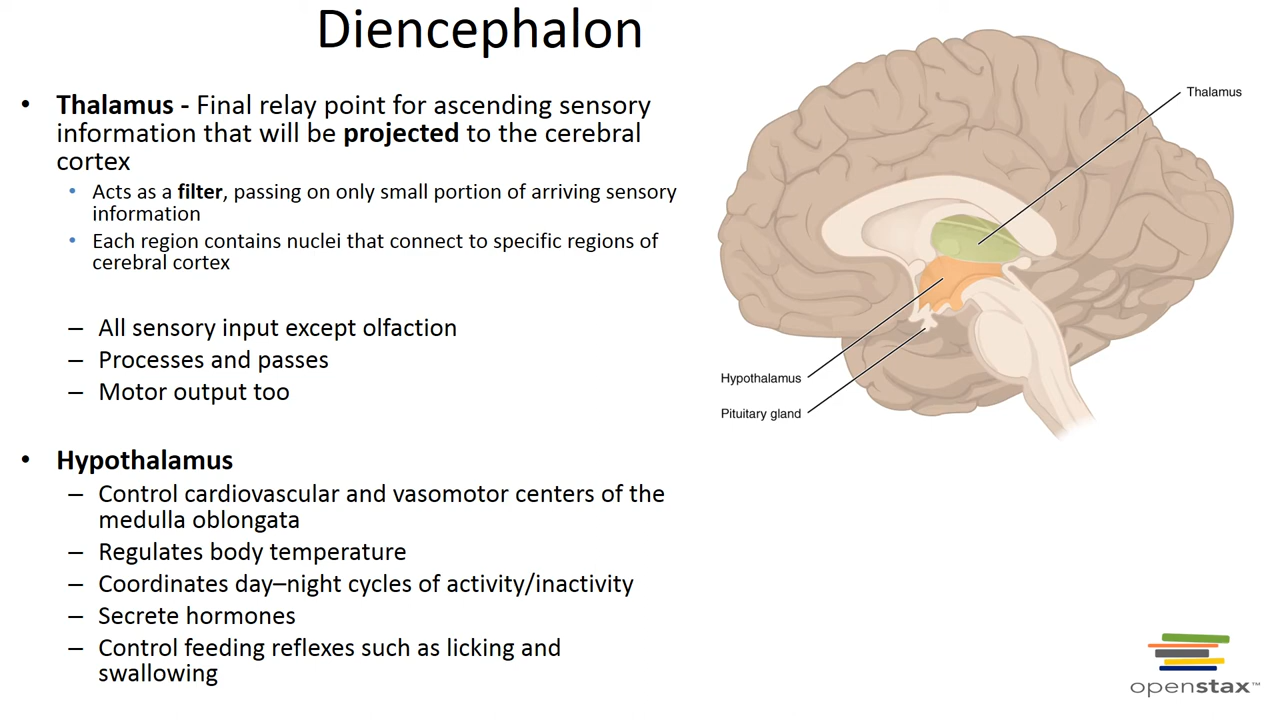 Diencephalon
• Thalamus - Final relay point for ascending sensory
information that will be projected to the cerebral
cortex
• Acts as a filter, passing on only small portion of arriving sensory
information
• Each region contains nuclei that connect to specific regions of
cerebral cortex
– All sensory input except olfaction
– Processes and passes
– Motor output too
• Hypothalamus
– Control cardiovascular and vasomotor centers of the
medulla oblongata
– Regulates body temperature
– Coordinates day–night cycles of activity/inactivity
– Secrete hormones
– Control feeding reflexes such as licking and
swallowing
Thalamus
Hypothalamus
Pituitary gland
openstax™